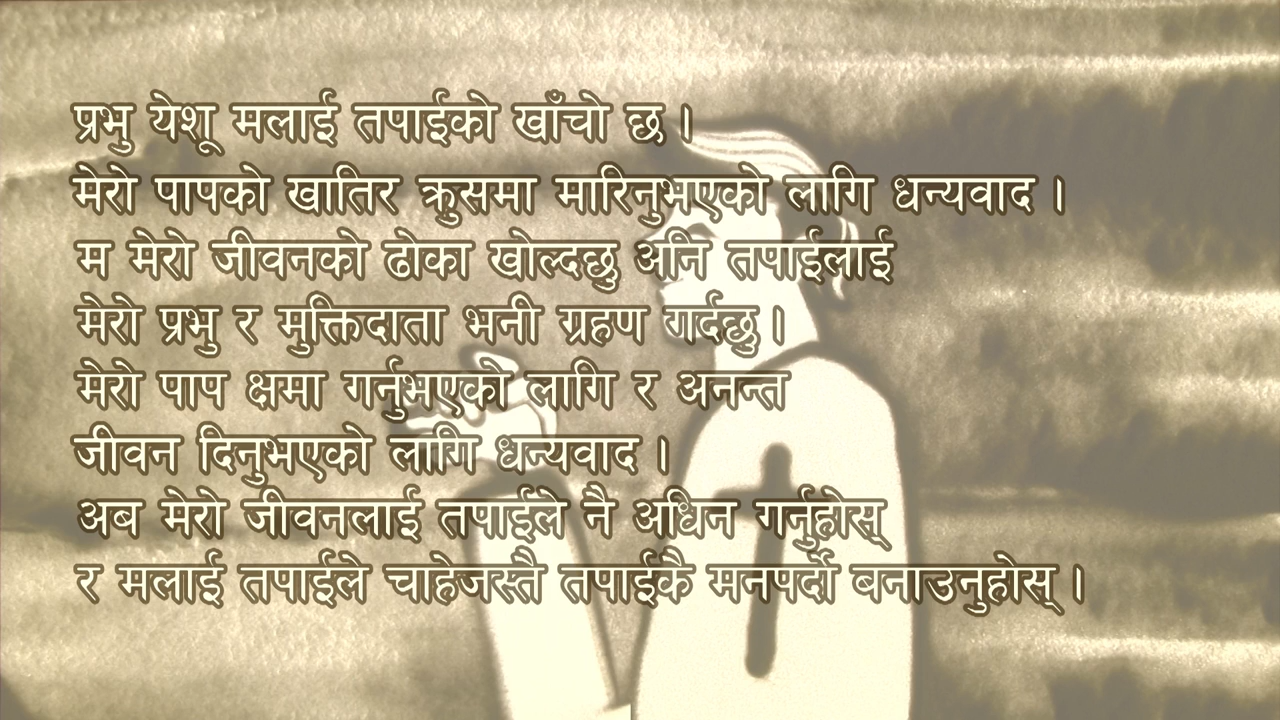 प्रभु येशू मलाई तपाईको खाँचो छ ।
मेरो पापको खातिर क्रुसमा मारिनुभएको लागि धन्यवाद ।
म मेरो जीवनको ढोका खोल्दछु अनि तपाईलाई
मेरो प्रभु र मुक्तिदाता भनी ग्रहण गर्दछु ।
मेरो पाप क्षमा गर्नुभएको लागि र अनन्त
जीवन दिनुभएको लागि धन्यवाद ।
अब मेरो जीवनलाई तपाईले नै अधिन गर्नुहोस्
र मलाई तपाईले चाहेजस्तै तपाईकै मनपर्दो बनाउनुहोस् ।